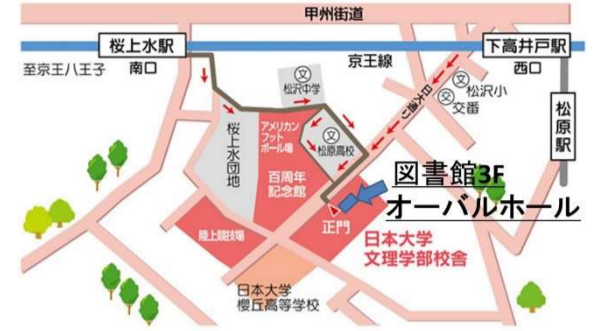 甲州街道
桜上水駅
南口
至京王八王子
京王線
下高井戸駅
西口
文
松沢中学
日大通り
文
松沢小
交
交番
松原駅
桜上水団地
アメリカン
フット
ボール場
文
松原高校
百周年
記念館
図書館3F
オーバルホール
陸上競技場
正門
日本大学
文理学部校舎
日本大学
櫻丘高等学校